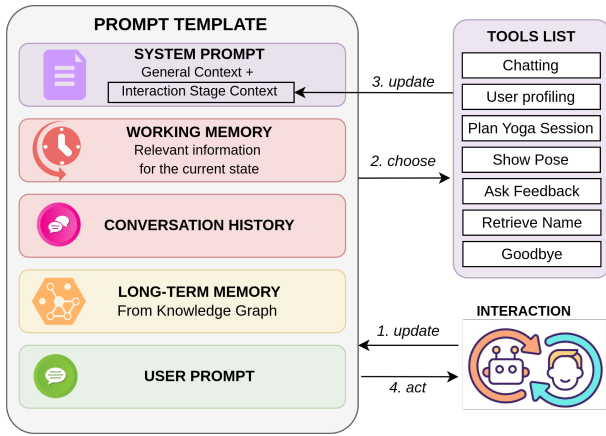 PROMPT TEMPLATE
SYSTEM PROMPT
General Context +
Interaction Stage Context
WORKING MEMORY
Relevant information
for the current state
CONVERSATION HISTORY
LONG-TERM MEMORY
From Knowledge Graph
USER PROMPT
3. update
2. choose
1. update
4. act
TOOLS LIST
Chatting
User profiling
Plan Yoga Session
Show Pose
Ask Feedback
Retrieve Name
Goodbye
INTERACTION